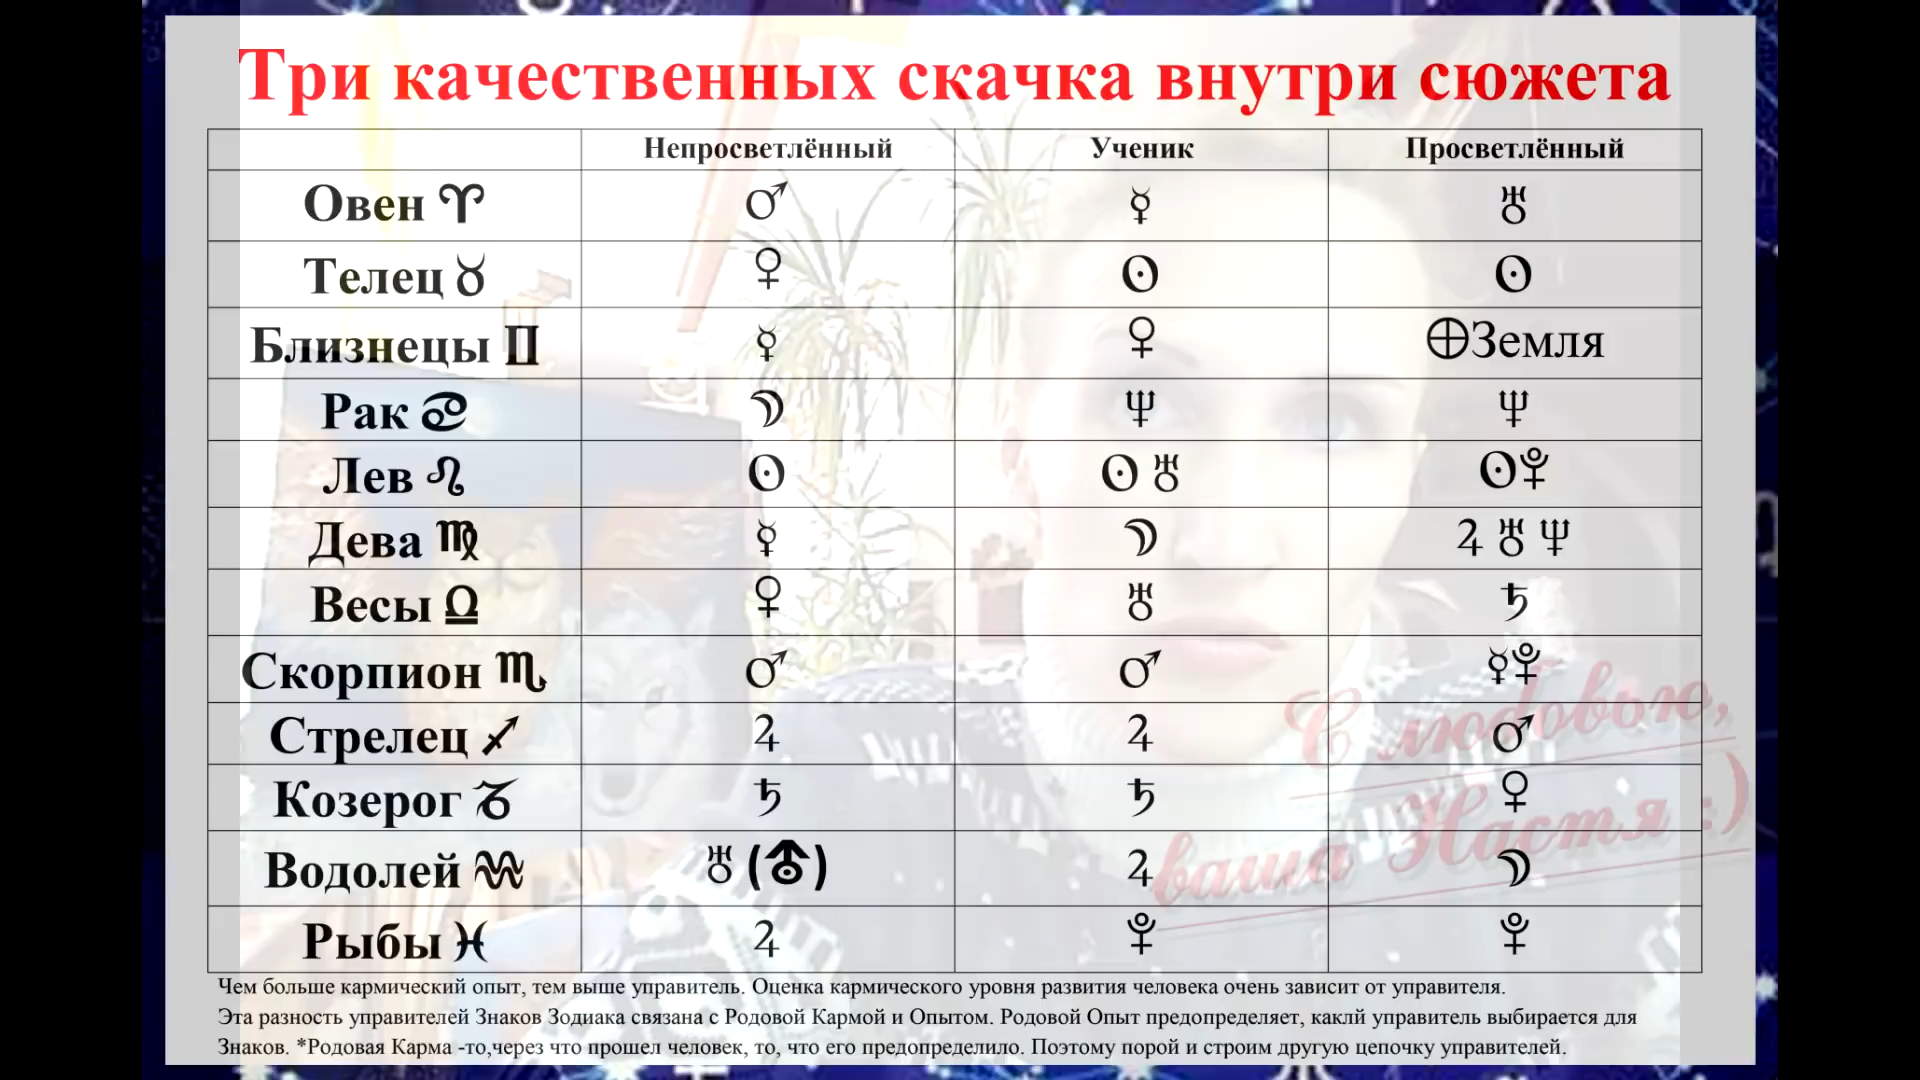 Три качественных скачка внутри сюжета
Непросветлённый Ученик Просветлённый
Овен ♈ ♂ ☿ ♅
Телец ♉ ♀ ☉ ☉
Близнецы ♊ ☿ ♀ ⊕Земля
Рак ♋ ☽ ♆ ♆
Лев ♌ ☉ ☉ ♅ ☉♇
Дева ♍ ☿ ☽ ♃ ♅ ♆
Весы ♎ ♀ ♅ ♄
Скорпион ♏ ♂ ♂ ☿♇
Стрелец ♐ ♃ ♃ ♂
Козерог ♑ ♄ ♄ ♀
Водолей ♒ ♅ (⛢) ♃ ☽
Рыбы ♓ ♃ ♇ ♇
Чем больше кармический опыт, тем выше управитель. Оценка кармического уровня развития человека очень зависит от управителя.
Эта разность управителей Знаков Зодиака связана с Родовой Кармой и Опытом. Родовой Опыт предопределяет, каклй управитель выбирается для
Знаков. *Родовая Карма -то,через что прошел человек, то, что его предопределило. Поэтому порой и строим другую цепочку управителей.
С любовью,
ваша Настя :)